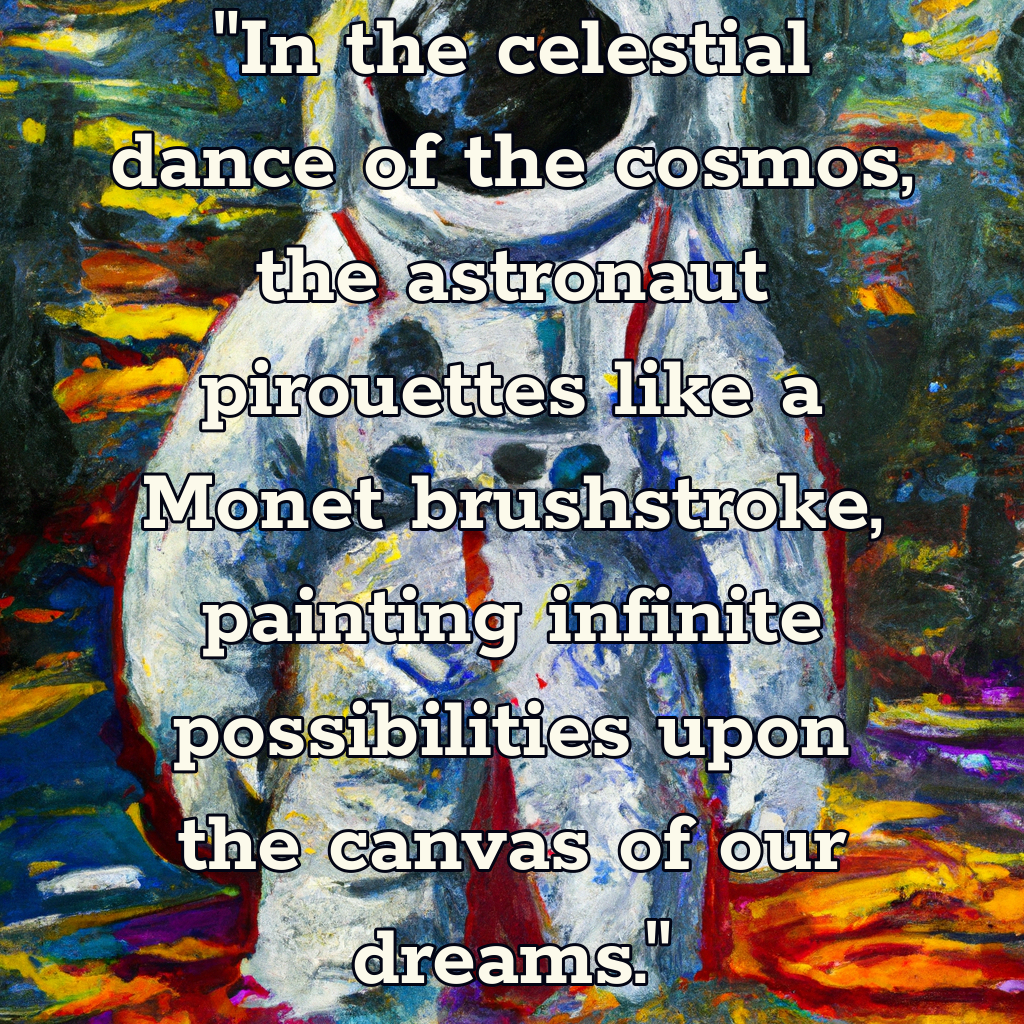 "In the celestial
dance of the cosmos,
the astronaut
pirouettes like a
Monet brushstroke,
painting infinite
possibilities upon
the canvas of our
dreams."